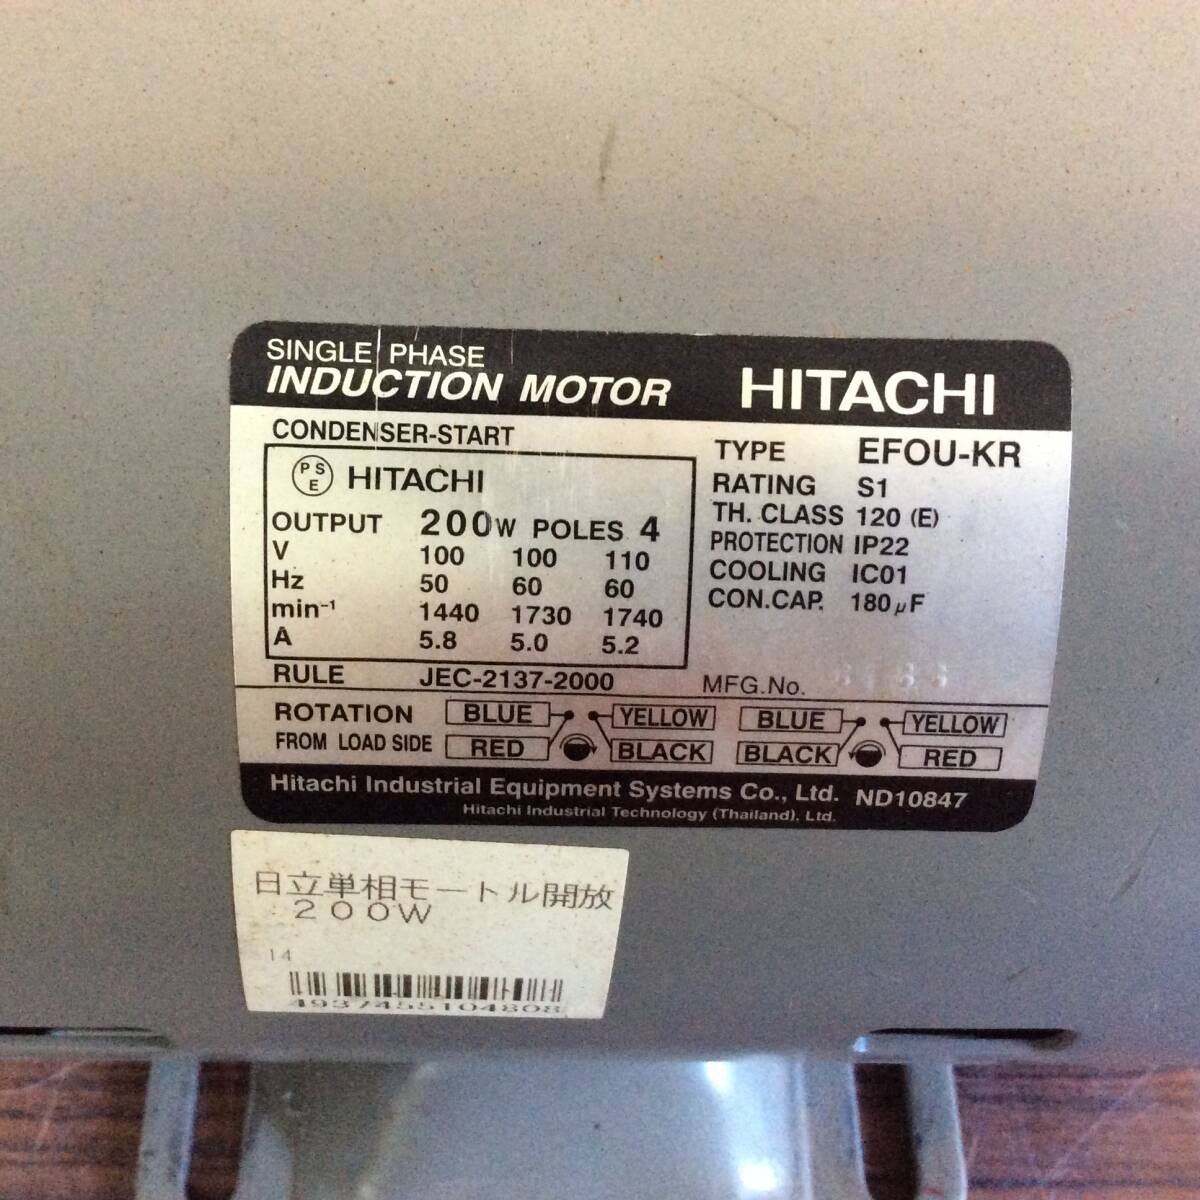 SINGLE PHASE
INDUCTION MOTOR HITACHI
CONDENSER-START
PSE HITACHI
OUTPUT 200W POLES 4
V 100 100 110
Hz 50 60 60
min⁻¹ 1440 1730 1740
A 5.8 5.0 5.2
RULE JEC-2137-2000
TYPE EFOU-KR
RATING S1
TH. CLASS 120 (E)
PROTECTION IP22
COOLING IC01
CON.CAP. 180μF
MFG.No.
ROTATION BLUE YELLOW BLUE YELLOW
FROM LOAD SIDE RED BLACK BLACK RED
Hitachi Industrial Equipment Systems Co., Ltd. ND10847
Hitachi Industrial Technology (Thailand), Ltd.
日立単相モートル開放
200W
14
4937455104808